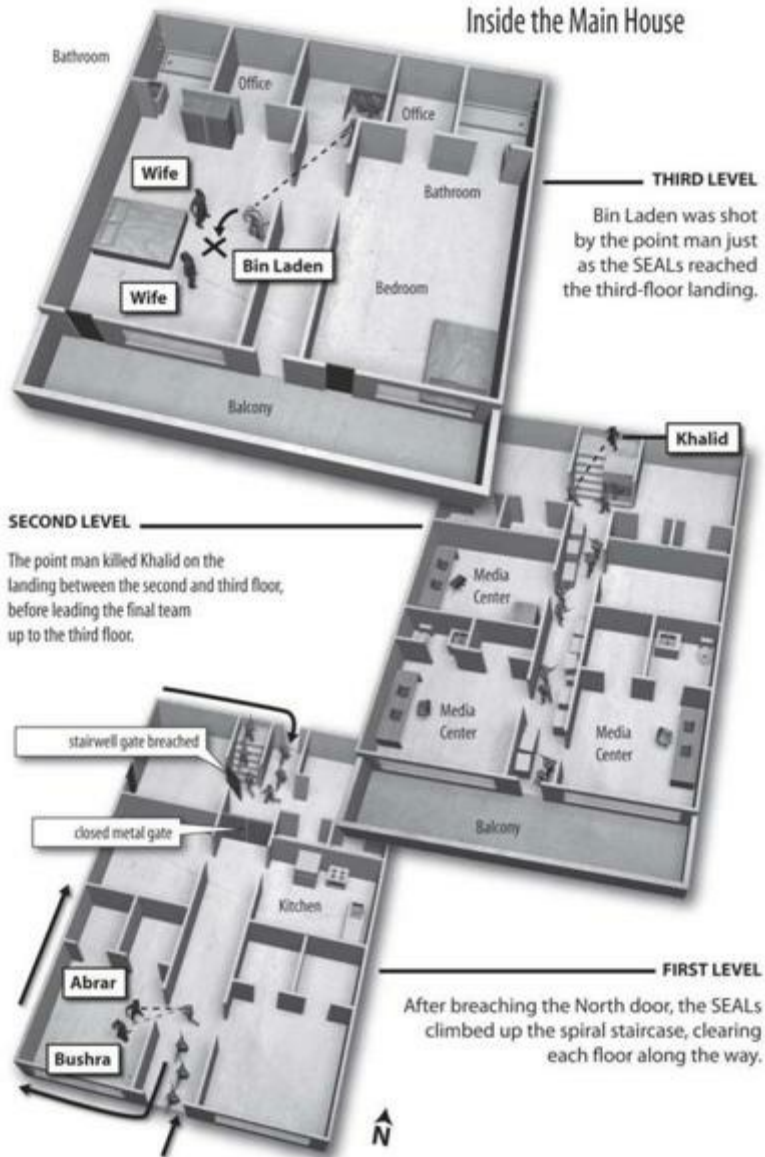 Inside the Main House
Bathroom
Office
Office
Wife
Bathroom
THIRD LEVEL
Bin Laden was shot
by the point man just
as the SEALs reached
the third-floor landing.
Bin Laden
Wife
Bedroom
Balcony
Khalid
SECOND LEVEL
The point man killed Khalid on the
landing between the second and third floor,
before leading the final team
up to the third floor.
Media
Center
Media
Center
Media
Center
Balcony
stairwell gate breached
closed metal gate
Kitchen
Abrar
Bushra
FIRST LEVEL
After breaching the North door, the SEALs
climbed up the spiral staircase, clearing
each floor along the way.
N